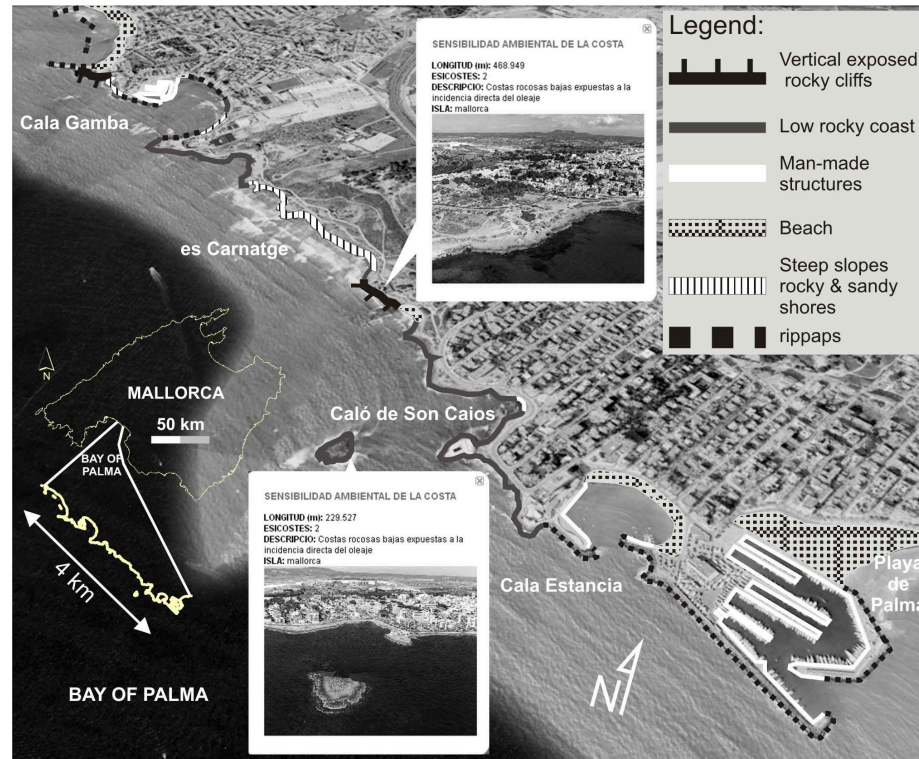 Legend:
Vertical exposed
rocky cliffs
Low rocky coast
Man-made
structures
Beach
Steep slopes
rocky & sandy
shores
rippaps
SENSIBILIDAD AMBIENTAL DE LA COSTA
LONGITUD (m): 468.949
ESICOSTES: 2
DESCRIPCIO: Costas rocosas bajas expuestas a la
incidencia directa del oleaje
ISLA: mallorca
Cala Gamba
es Carnatge
N
MALLORCA
50 km
BAY OF
PALMA
4 km
BAY OF PALMA
Caló de Son Caios
SENSIBILIDAD AMBIENTAL DE LA COSTA
LONGITUD (m): 229.527
ESICOSTES: 2
DESCRIPCIO: Costas rocosas bajas expuestas a la
incidencia directa del oleaje
ISLA: mallorca
Cala Estancia
Playa
de
Palma
N